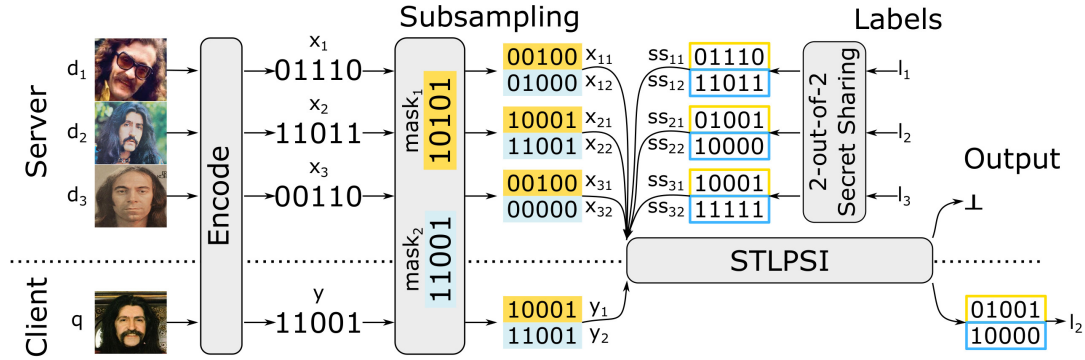 Subsampling
Labels
Server
d1
d2
d3
Encode
x1
01110
x2
11011
x3
00110
mask1
10101
mask2
11001
00100 x11
01000 x12
10001 x21
11001 x22
00100 x31
00000 x32
ss11 01110
ss12 11011
ss21 01001
ss22 10000
ss31 10001
ss32 11111
2-out-of-2
Secret Sharing
l1
l2
l3
Output
⊥
STLPSI
Client
q
y
11001
10001 y1
11001 y2
01001
10000
l2